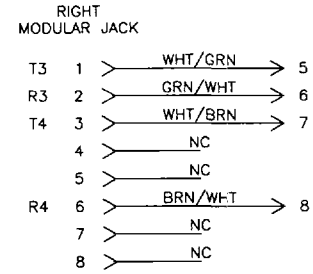 RIGHT
MODULAR JACK
T3 1 WHT/GRN 5
R3 2 GRN/WHT 6
T4 3 WHT/BRN 7
4 NC
5 NC
R4 6 BRN/WHT 8
7 NC
8 NC